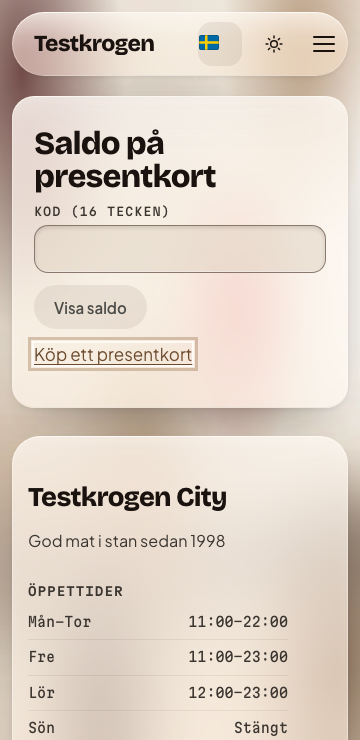 Testkrogen
Saldo på
presentkort
KOD (16 TECKEN)
Visa saldo
Köp ett presentkort
Testkrogen City
God mat i stan sedan 1998
ÖPPETTIDER
Mån–Tor 11:00–22:00
Fre 11:00–23:00
Lör 12:00–23:00
Sön Stängt